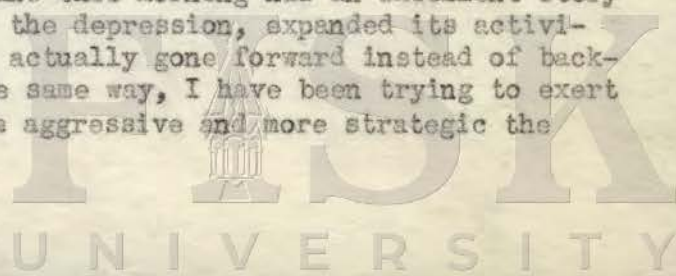 the depression, expanded its activi-
actually gone forward instead of back-
same way, I have been trying to exert
aggressive and more strategic the
FISK
UNIVERSITY